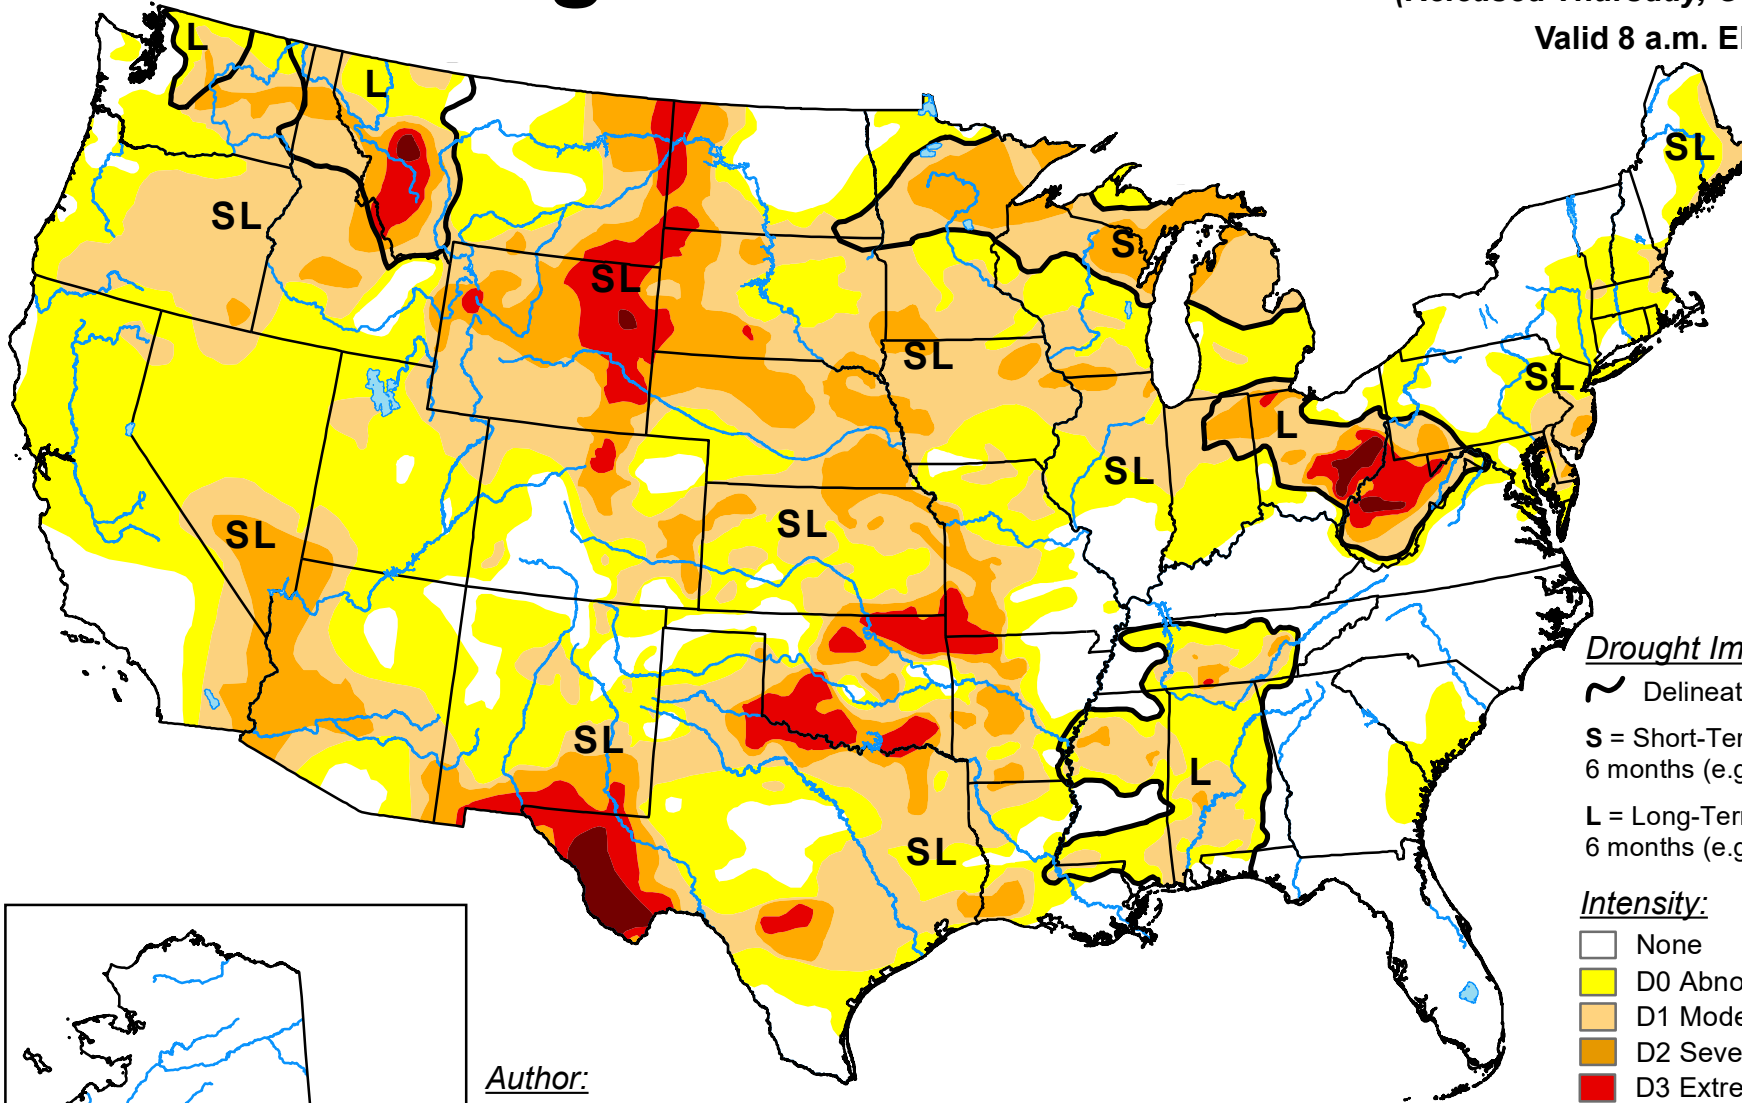 Valid 8 a.m. E
L
L
SL
SL
S
SL
SL
SL
L
SL
SL
SL
SL
SL
L
SL
Drought Im
Delineat
S = Short-Ter
6 months (e.g
L = Long-Ter
6 months (e.g
Intensity:
None
D0 Abno
D1 Mode
D2 Seve
D3 Extre
Author: